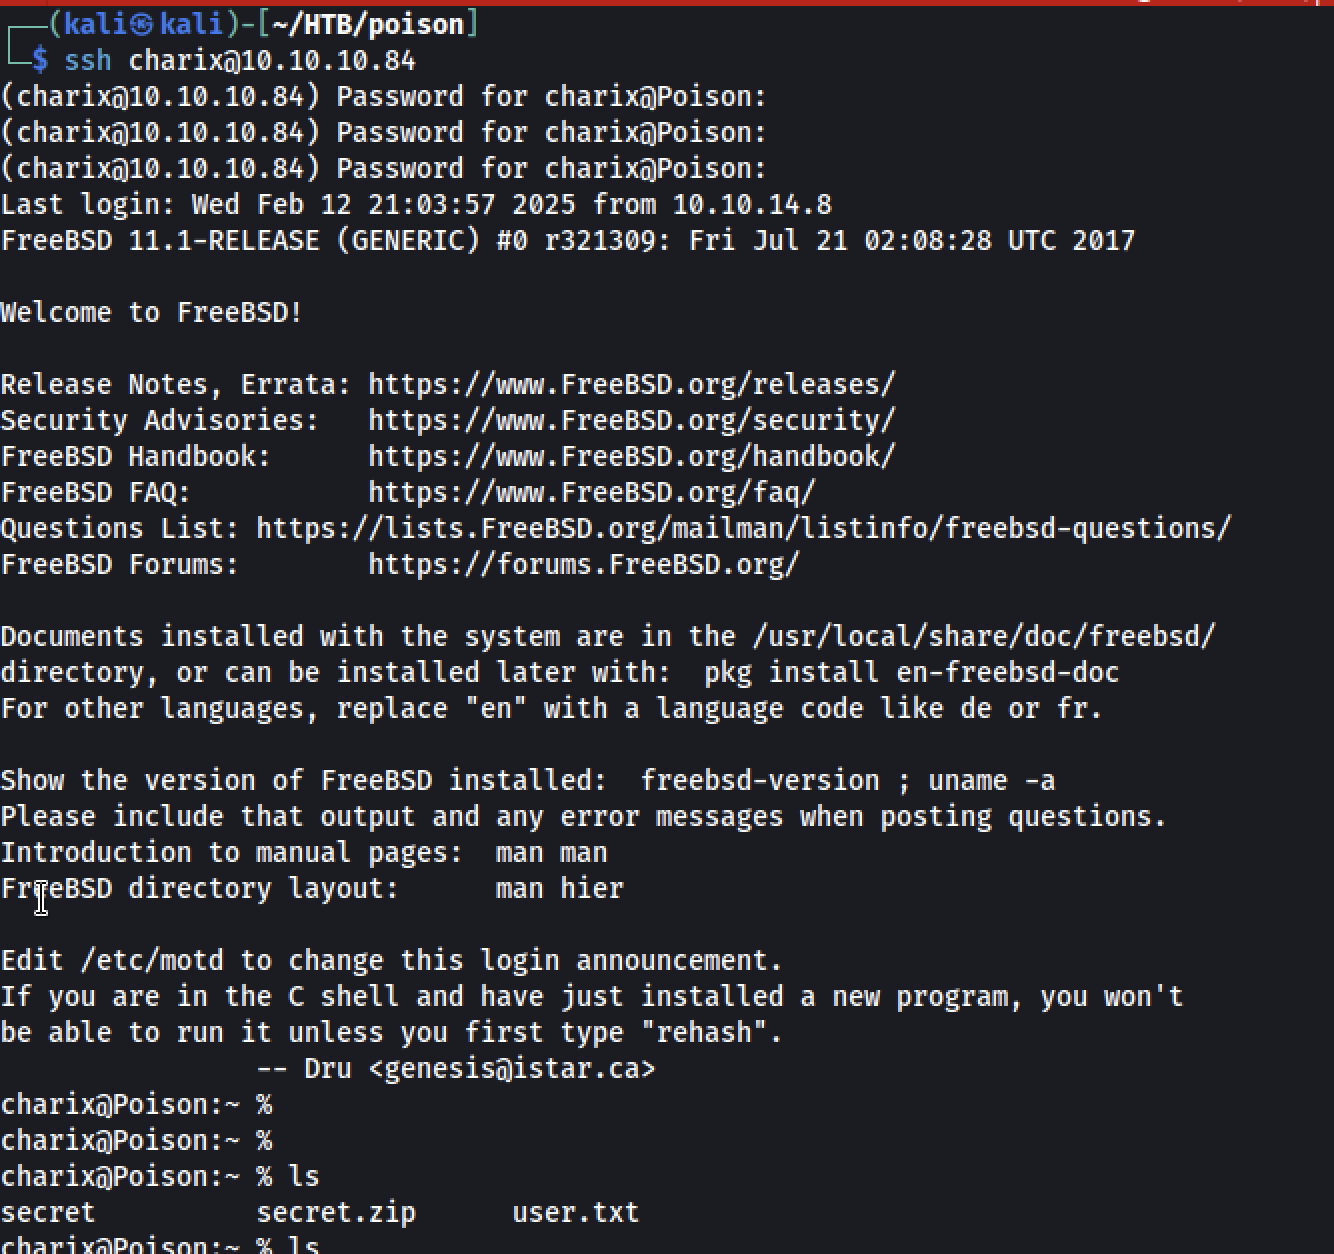 (kali㉿kali)-[~/HTB/poison]
$ ssh charix@10.10.10.84
(charix@10.10.10.84) Password for charix@Poison:
(charix@10.10.10.84) Password for charix@Poison:
(charix@10.10.10.84) Password for charix@Poison:
Last login: Wed Feb 12 21:03:57 2025 from 10.10.14.8
FreeBSD 11.1-RELEASE (GENERIC) #0 r321309: Fri Jul 21 02:08:28 UTC 2017
Welcome to FreeBSD!
Release Notes, Errata: https://www.FreeBSD.org/releases/
Security Advisories:   https://www.FreeBSD.org/security/
FreeBSD Handbook:      https://www.FreeBSD.org/handbook/
FreeBSD FAQ:           https://www.FreeBSD.org/faq/
Questions List: https://lists.FreeBSD.org/mailman/listinfo/freebsd-questions/
FreeBSD Forums:        https://forums.FreeBSD.org/
Documents installed with the system are in the /usr/local/share/doc/freebsd/
directory, or can be installed later with:  pkg install en-freebsd-doc
For other languages, replace "en" with a language code like de or fr.
Show the version of FreeBSD installed:  freebsd-version ; uname -a
Please include that output and any error messages when posting questions.
Introduction to manual pages:  man man
FreeBSD directory layout:      man hier
Edit /etc/motd to change this login announcement.
If you are in the C shell and have just installed a new program, you won't
be able to run it unless you first type "rehash".
-- Dru <genesis@istar.ca>
charix@Poison:~ %
charix@Poison:~ %
charix@Poison:~ % ls
secret          secret.zip      user.txt
charix@Poison:~ % ls